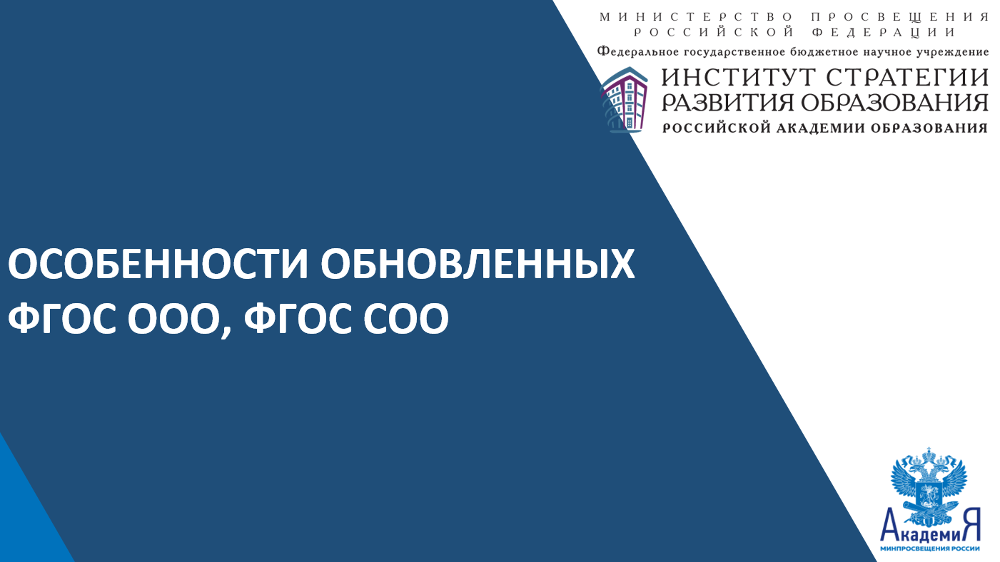 МИНИСТЕРСТВО ПРОСВЕЩЕНИЯ
РОССИЙСКОЙ ФЕДЕРАЦИИ
Федеральное государственное бюджетное научное учреждение
ИНСТИТУТ СТРАТЕГИИ
РАЗВИТИЯ ОБРАЗОВАНИЯ
РОССИЙСКОЙ АКАДЕМИИ ОБРАЗОВАНИЯ
ОСОБЕННОСТИ ОБНОВЛЕННЫХ
ФГОС ООО, ФГОС СОО
АкадемиЯ
МИНПРОСВЕЩЕНИЯ РОССИИ